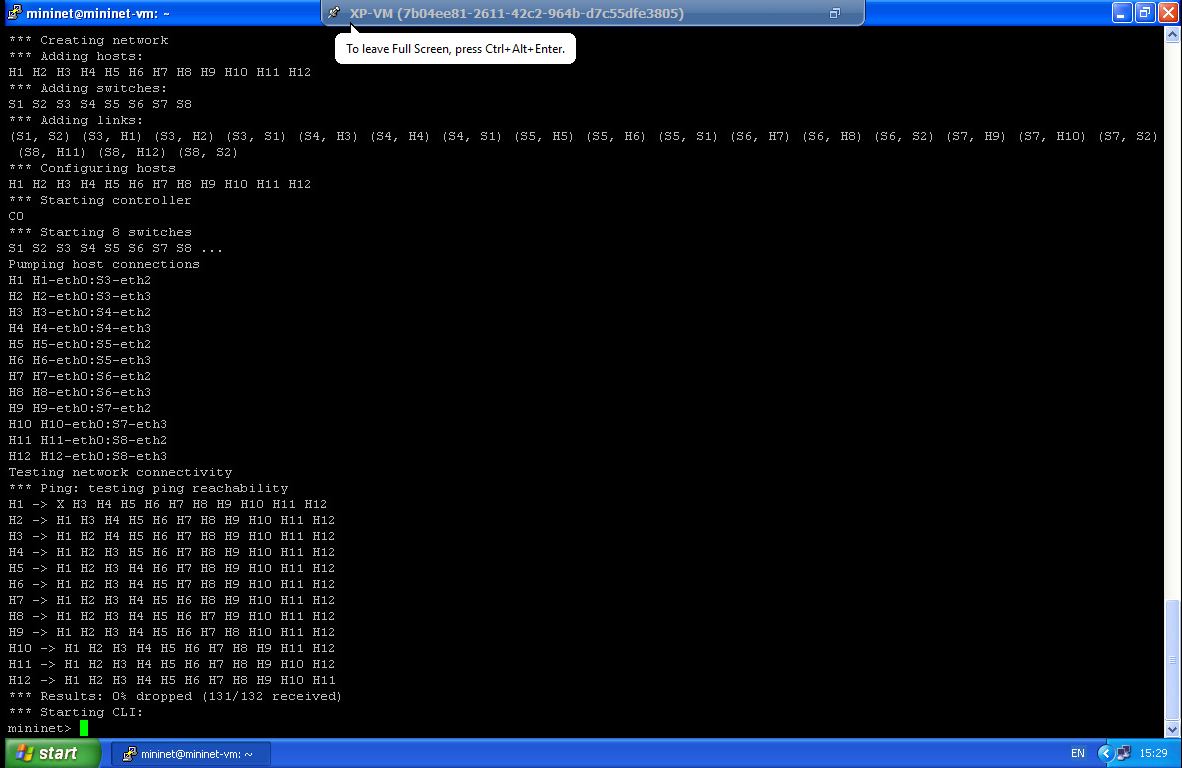 mininet@mininet-vm: ~
XP-VM (7b04ee81-2611-42c2-964b-d7c55dfe3805)
To leave Full Screen, press Ctrl+Alt+Enter.
*** Creating network
*** Adding hosts:
H1 H2 H3 H4 H5 H6 H7 H8 H9 H10 H11 H12
*** Adding switches:
S1 S2 S3 S4 S5 S6 S7 S8
*** Adding links:
(S1, S2) (S3, H1) (S3, H2) (S3, S1) (S4, H3) (S4, H4) (S4, S1) (S5, H5) (S5, H6) (S5, S1) (S6, H7) (S6, H8) (S6, S2) (S7, H9) (S7, H10) (S7, S2)
(S8, H11) (S8, H12) (S8, S2)
*** Configuring hosts
H1 H2 H3 H4 H5 H6 H7 H8 H9 H10 H11 H12
*** Starting controller
C0
*** Starting 8 switches
S1 S2 S3 S4 S5 S6 S7 S8 ...
Pumping host connections
H1 H1-eth0:S3-eth2
H2 H2-eth0:S3-eth3
H3 H3-eth0:S4-eth2
H4 H4-eth0:S4-eth3
H5 H5-eth0:S5-eth2
H6 H6-eth0:S5-eth3
H7 H7-eth0:S6-eth2
H8 H8-eth0:S6-eth3
H9 H9-eth0:S7-eth2
H10 H10-eth0:S7-eth3
H11 H11-eth0:S8-eth2
H12 H12-eth0:S8-eth3
Testing network connectivity
*** Ping: testing ping reachability
H1 -> X H3 H4 H5 H6 H7 H8 H9 H10 H11 H12
H2 -> H1 H3 H4 H5 H6 H7 H8 H9 H10 H11 H12
H3 -> H1 H2 H4 H5 H6 H7 H8 H9 H10 H11 H12
H4 -> H1 H2 H3 H5 H6 H7 H8 H9 H10 H11 H12
H5 -> H1 H2 H3 H4 H6 H7 H8 H9 H10 H11 H12
H6 -> H1 H2 H3 H4 H5 H7 H8 H9 H10 H11 H12
H7 -> H1 H2 H3 H4 H5 H6 H8 H9 H10 H11 H12
H8 -> H1 H2 H3 H4 H5 H6 H7 H9 H10 H11 H12
H9 -> H1 H2 H3 H4 H5 H6 H7 H8 H10 H11 H12
H10 -> H1 H2 H3 H4 H5 H6 H7 H8 H9 H11 H12
H11 -> H1 H2 H3 H4 H5 H6 H7 H8 H9 H10 H12
H12 -> H1 H2 H3 H4 H5 H6 H7 H8 H9 H10 H11
*** Results: 0% dropped (131/132 received)
*** Starting CLI:
mininet>
start
mininet@mininet-vm: ~
EN
15:29